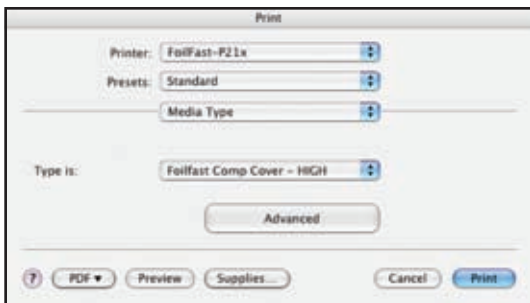 Print
Printer: FoilFast-P21x
Presets: Standard
Media Type
Type is: Foilfast Comp Cover - HIGH
Advanced
? PDF ▼ Preview Supplies... Cancel Print